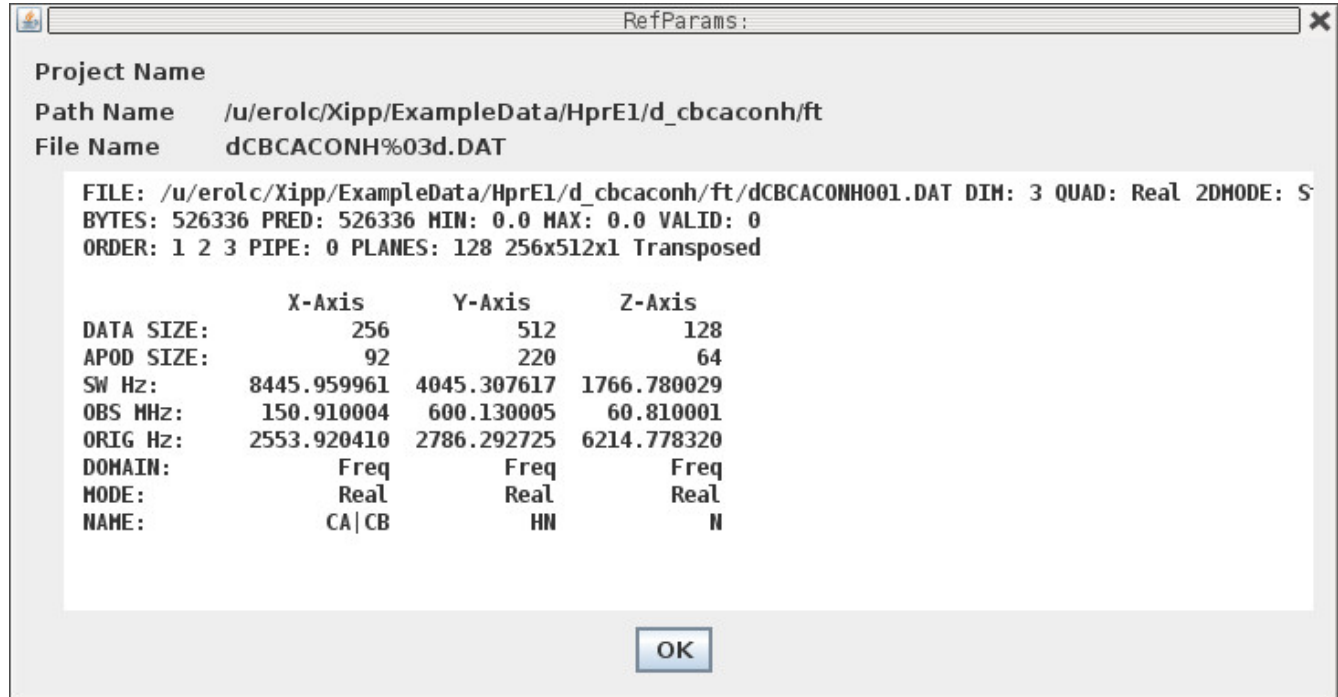 RefParams:
Project Name
Path Name /u/erolc/Xipp/ExampleData/HprE1/d_cbcaconh/ft
File Name dCBCACONH%03d.DAT
FILE: /u/erolc/Xipp/ExampleData/HprE1/d_cbcaconh/ft/dCBCACONH001.DAT DIM: 3 QUAD: Real 2DMODE:
BYTES: 526336 PRED: 526336 MIN: 0.0 MAX: 0.0 VALID: 0
ORDER: 1 2 3 PIPE: 0 PLANES: 128 256x512x1 Transposed
X-Axis Y-Axis Z-Axis
DATA SIZE: 256 512 128
APOD SIZE: 92 220 64
SW Hz: 8445.959961 4045.307617 1766.780029
OBS MHz: 150.910004 600.130005 60.810001
ORIG Hz: 2553.920410 2786.292725 6214.778320
DOMAIN: Freq Freq Freq
MODE: Real Real Real
NAME: CA|CB HN N
OK